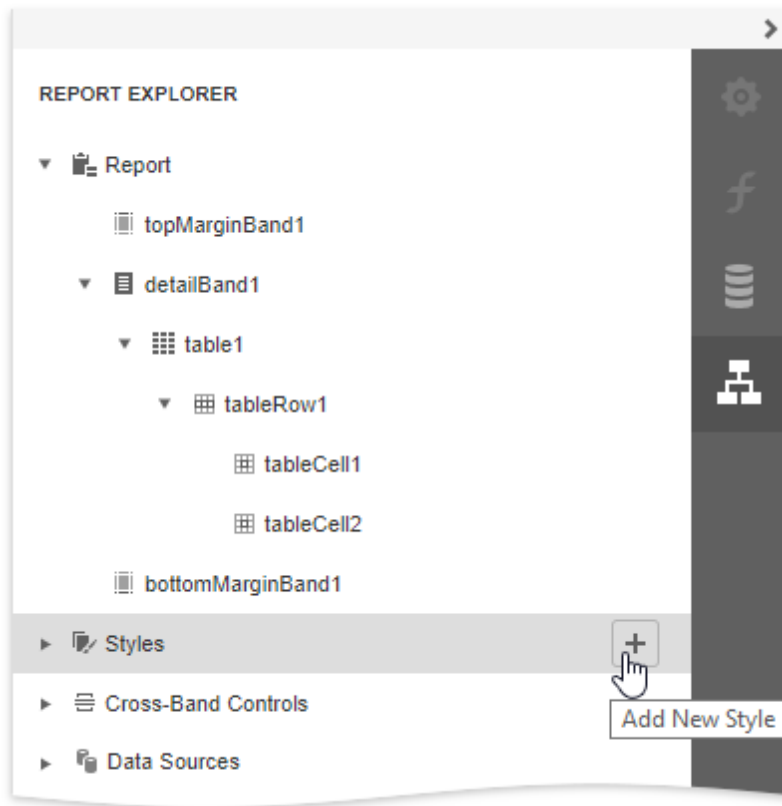 REPORT EXPLORER
Report
topMarginBand1
detailBand1
table1
tableRow1
tableCell1
tableCell2
bottomMarginBand1
Styles
Add New Style
Cross-Band Controls
Data Sources